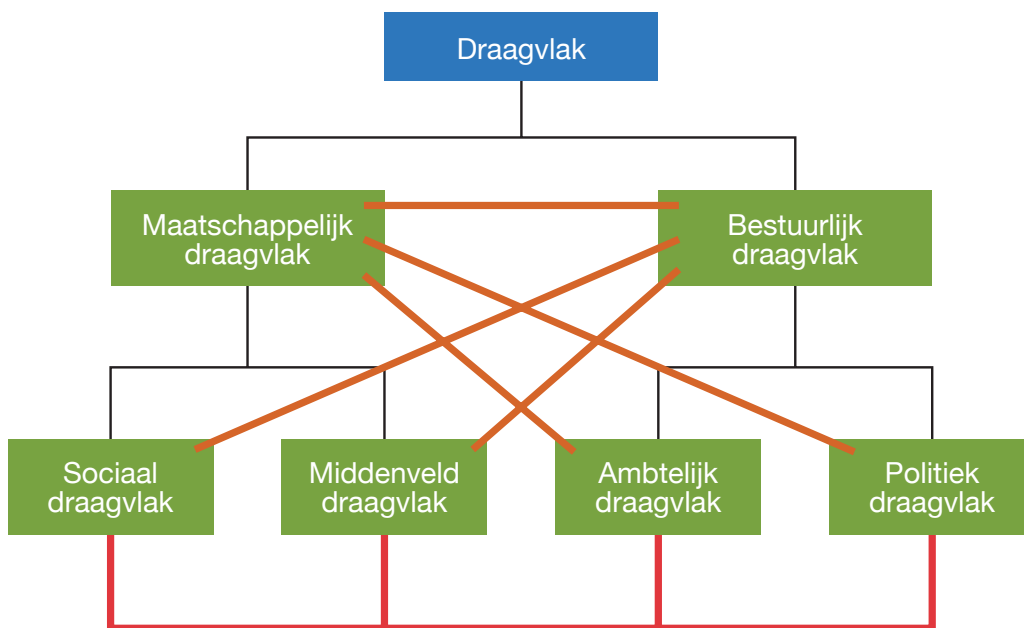 Draagvlak
Maatschappelijk
draagvlak
Bestuurlijk
draagvlak
Sociaal
draagvlak
Middenveld
draagvlak
Ambtelijk
draagvlak
Politiek
draagvlak